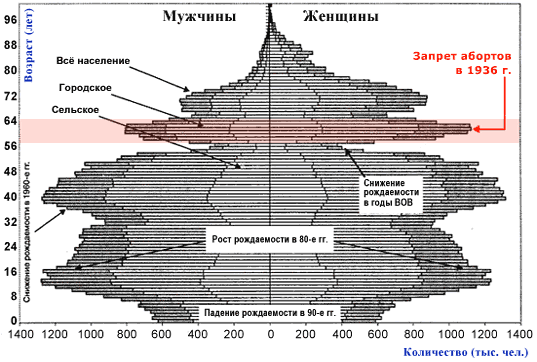 Мужчины
Женщины
Возраст (лет)
96
88
80
72
64
56
48
40
32
24
16
8
0
Всё население
Городское
Сельское
Запрет абортов
в 1936 г.
Снижение
рождаемости
в годы ВОВ
Снижение рождаемости в 1960-е гг.
Рост рождаемости в 80-е гг.
Падение рождаемости в 90-е гг.
1400 1200 1000 800 600 400 200 0 200 400 600 800 1000 1200 1400
Количество (тыс. чел.)